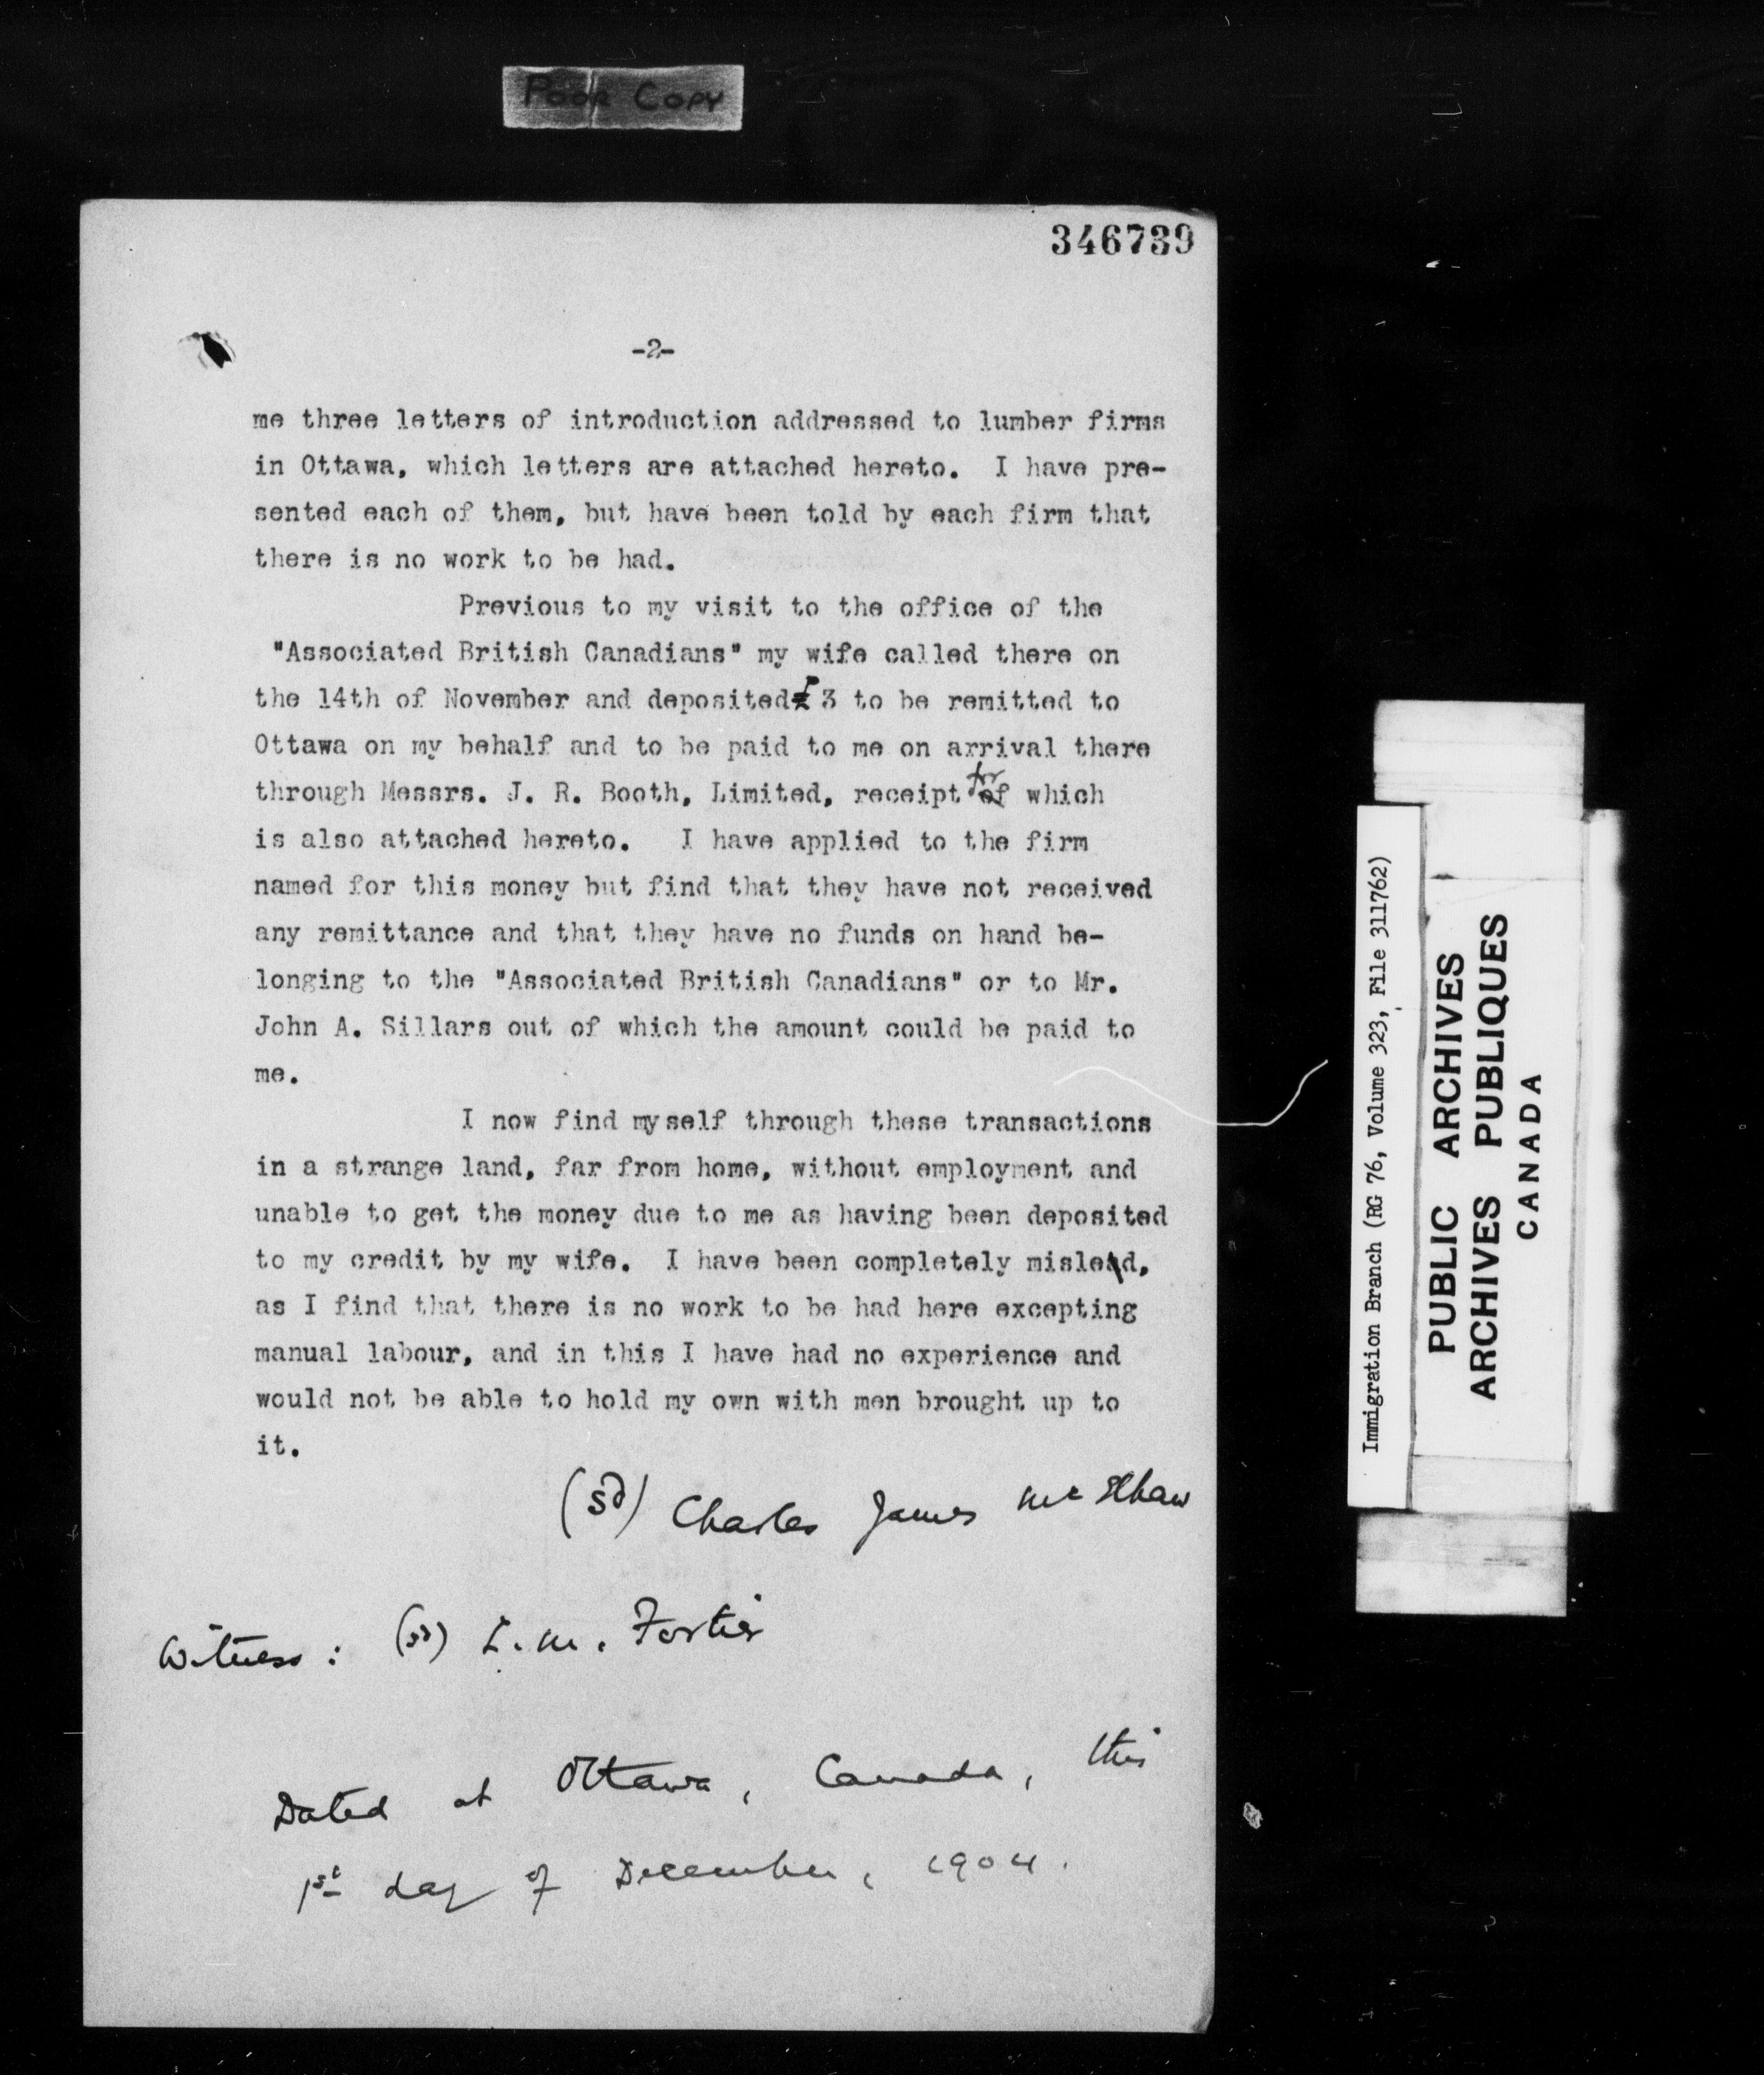 Poor Copy
346739
-2-
me three letters of introduction addressed to lumber firms
in Ottawa, which letters are attached hereto. I have pre-
sented each of them, but have been told by each firm that
there is no work to be had.
Previous to my visit to the office of the
"Associated British Canadians" my wife called there on
the 14th of November and deposited £ 3 to be remitted to
Ottawa on my behalf and to be paid to me on arrival there
through Messrs. J. R. Booth, Limited, receipt for which
is also attached hereto. I have applied to the firm
named for this money but find that they have not received
any remittance and that they have no funds on hand be-
longing to the "Associated British Canadians" or to Mr.
John A. Sillars out of which the amount could be paid to
me.
I now find myself through these transactions
in a strange land, far from home, without employment and
unable to get the money due to me as having been deposited
to my credit by my wife. I have been completely misled,
as I find that there is no work to be had here excepting
manual labour, and in this I have had no experience and
would not be able to hold my own with men brought up to
it.
(sd) Charles James
Witness: (sd) L. M. Fortier
Dated at Ottawa, Canada, this
1st day of December, 1904.
Immigration Branch (RG 76, Volume 323, File 311762)
PUBLIC ARCHIVES
ARCHIVES PUBLIQUES
CANADA